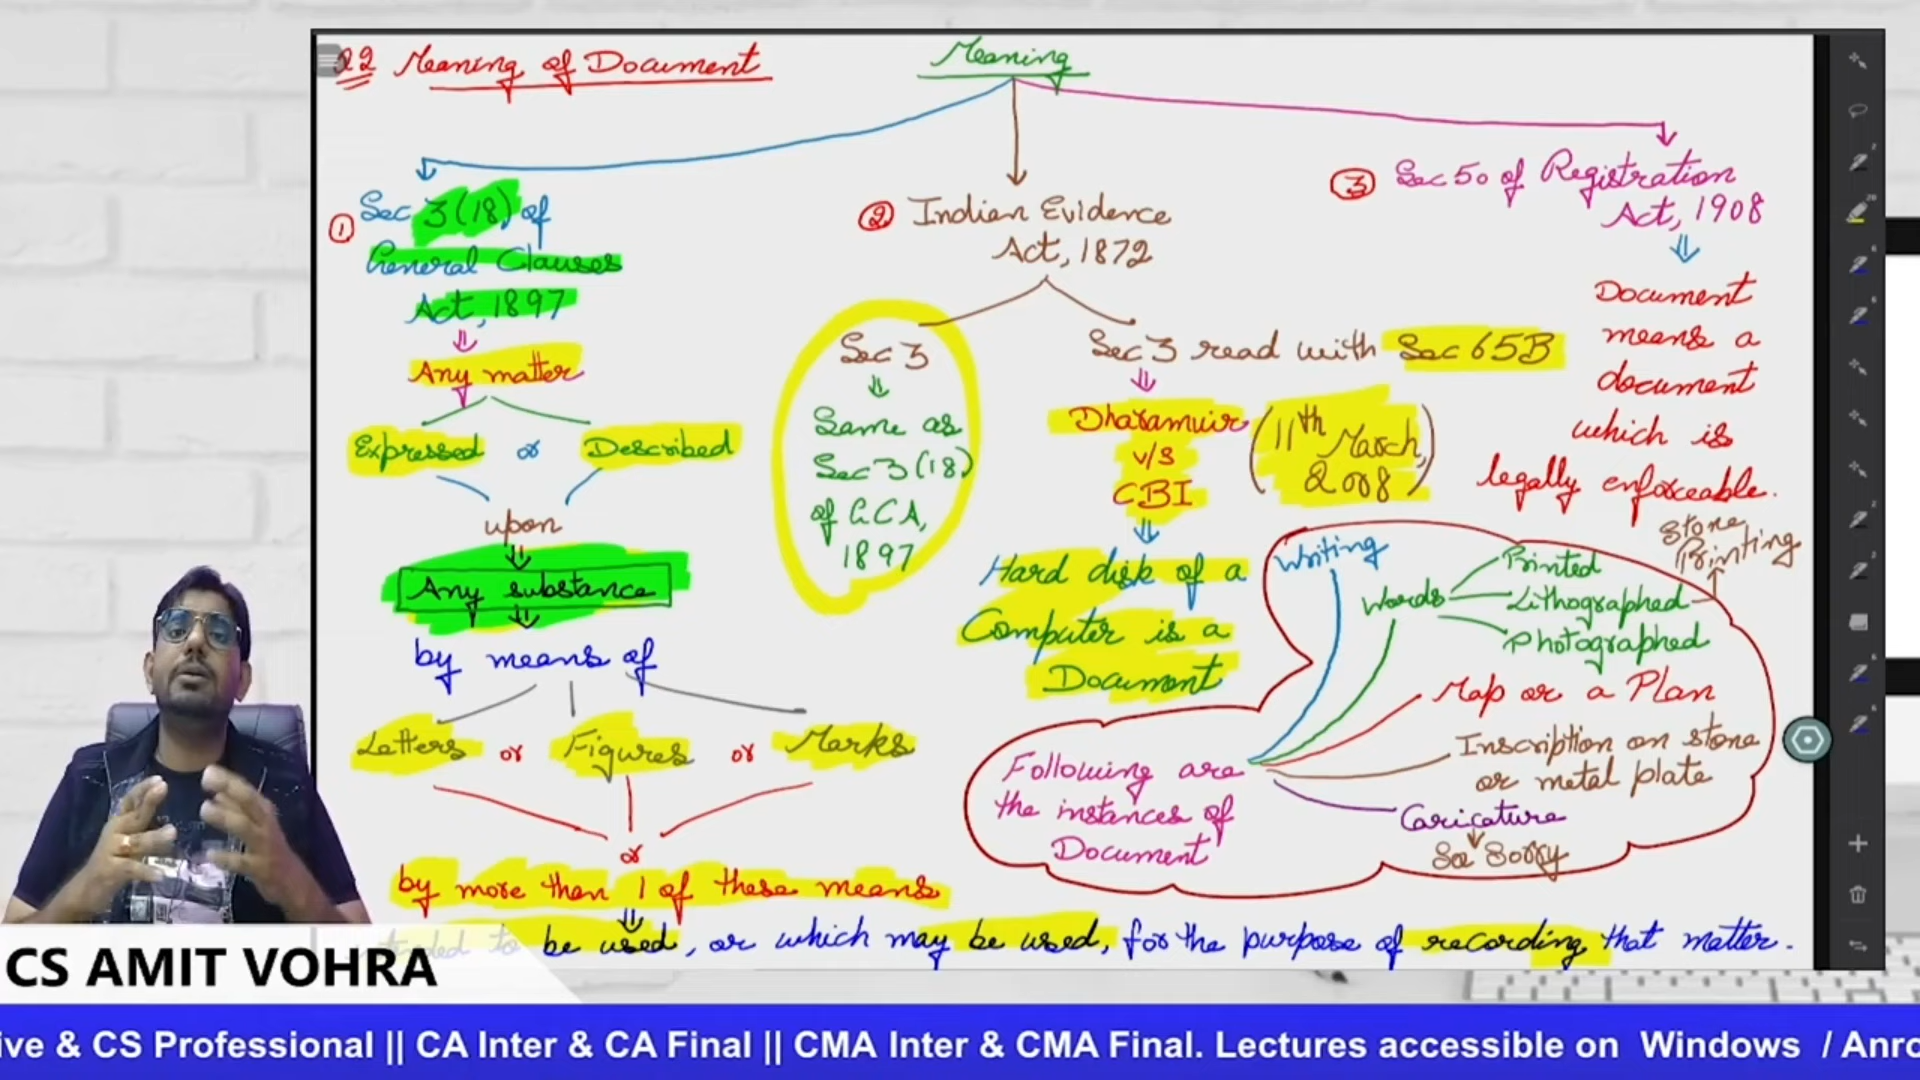 22 Meaning of Document
Meaning
① Sec 3(18) of
General Clauses
Act, 1897
Any matter
Expressed or Described
upon
Any substance
by means of
Letters or Figures or Marks
or
by more than 1 of these means
to be used, or which may be used, for the purpose of recording that matter.
② Indian Evidence
Act, 1872
Sec 3
Same as
Sec 3(18)
of GCA,
1897
Sec 3 read with Sec 65B
Dharamvir
v/s
CBI
(11th March,
2008)
Hard disk of a
Computer is a
Document
③ Sec 50 of Registration
Act, 1908
Document
means a
document
which is
legally enforceable.
Following are
the instances of
Document
Writing
Words
Printed
Lithographed
Photographed
Stone
Printing
Map or a Plan
Inscription on stone
or metal plate
Caricature
Sorry
CS AMIT VOHRA
ive & CS Professional || CA Inter & CA Final || CMA Inter & CMA Final. Lectures accessible on Windows / Anro